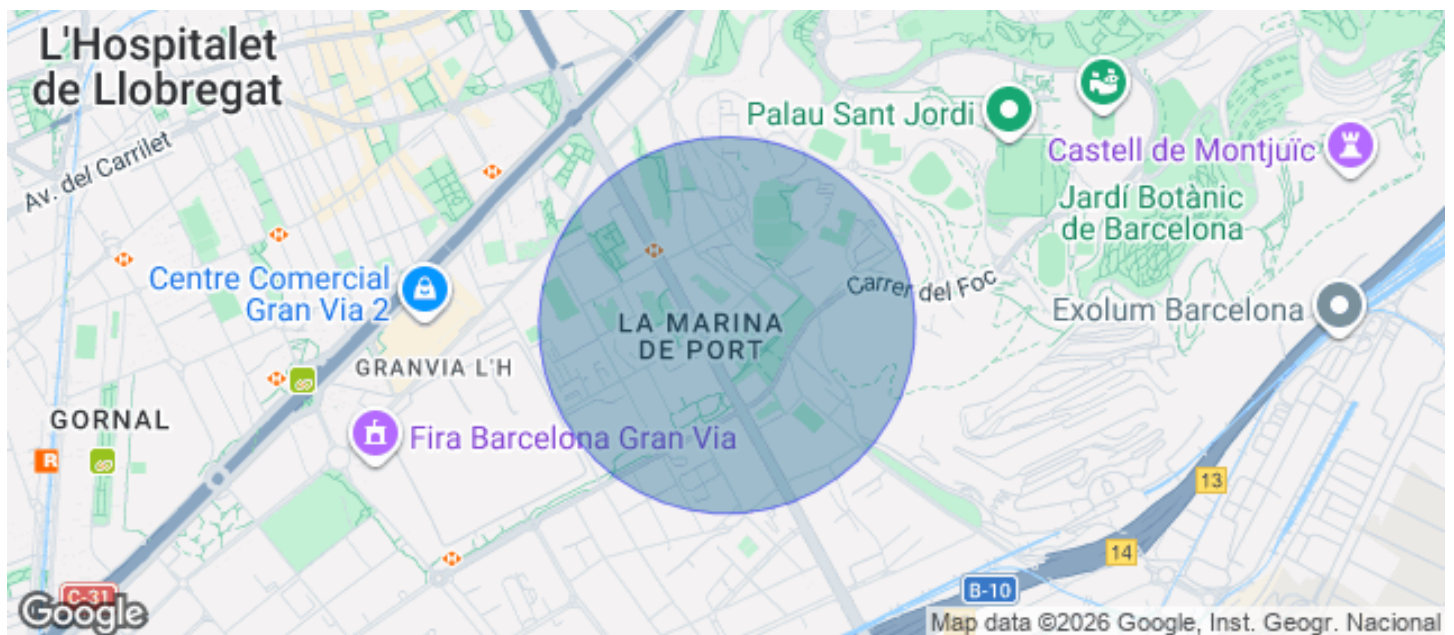 L'Hospitalet
de Llobregat
Av. del Carrilet
Palau Sant Jordi
Castell de Montjuïc
Jardí Botànic
de Barcelona
Centre Comercial
Gran Via 2
Carrer del Foc
Exolum Barcelona
LA MARINA
DE PORT
GRANVIA L'H
GORNAL
Fira Barcelona Gran Via
R
13
14
B-10
C-31
Google
Map data ©2026 Google, Inst. Geogr. Nacional